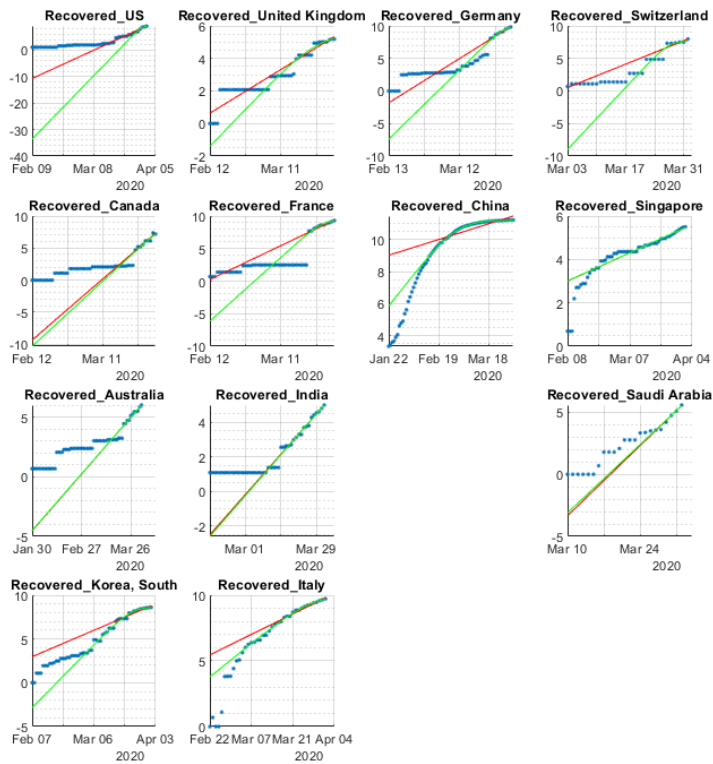 Recovered_US
10
0
-10
-20
-30
-40
Feb 09
Mar 08
Apr 05
2020
Recovered_United Kingdom
6
4
2
0
-2
Feb 12
Mar 11
2020
Recovered_Germany
10
5
0
-5
-10
Feb 13
Mar 12
2020
Recovered_Switzerland
10
5
0
-5
-10
Mar 03
Mar 17
Mar 31
2020
Recovered_Canada
10
5
0
-5
-10
Feb 12
Mar 11
2020
Recovered_France
10
5
0
-5
-10
Feb 12
Mar 11
2020
Recovered_China
10
8
6
4
Jan 22
Feb 19
Mar 18
2020
Recovered_Singapore
6
4
2
0
Feb 08
Mar 07
Apr 04
2020
Recovered_Australia
5
0
-5
Jan 30
Feb 27
Mar 26
2020
Recovered_India
4
2
0
-2
Mar 01
Mar 29
2020
Recovered_Saudi Arabia
5
0
-5
Mar 10
Mar 24
2020
Recovered_Korea, South
10
5
0
-5
Feb 07
Mar 06
Apr 03
2020
Recovered_Italy
10
5
0
Feb 22
Mar 07
Mar 21
Apr 04
2020